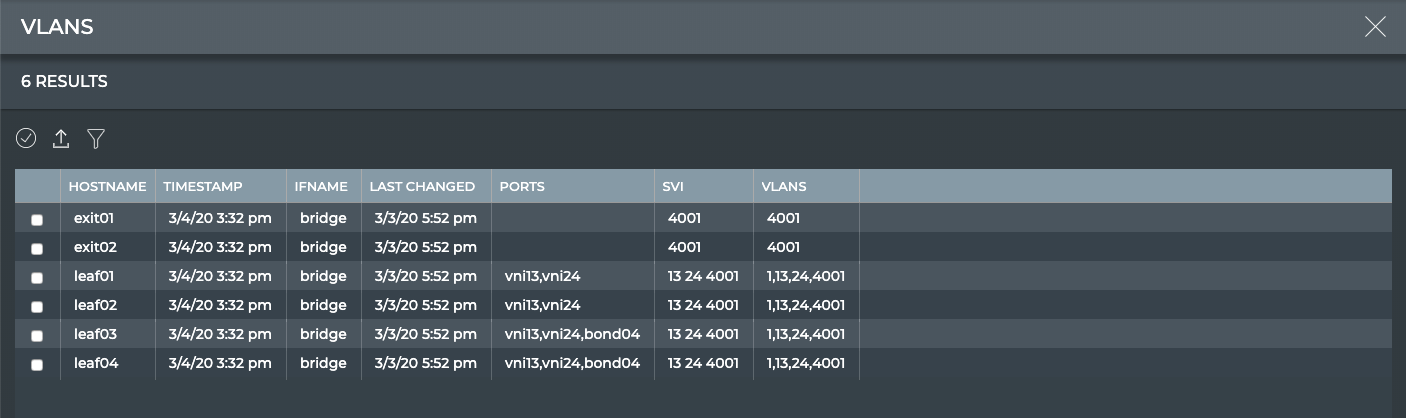 VLANS
6 RESULTS
HOSTNAME TIMESTAMP IFNAME LAST CHANGED PORTS SVI VLANS
exit01 3/4/20 3:32 pm bridge 3/3/20 5:52 pm 4001 4001
exit02 3/4/20 3:32 pm bridge 3/3/20 5:52 pm 4001 4001
leaf01 3/4/20 3:32 pm bridge 3/3/20 5:52 pm vni13,vni24 13 24 4001 1,13,24,4001
leaf02 3/4/20 3:32 pm bridge 3/3/20 5:52 pm vni13,vni24 13 24 4001 1,13,24,4001
leaf03 3/4/20 3:32 pm bridge 3/3/20 5:52 pm vni13,vni24,bond04 13 24 4001 1,13,24,4001
leaf04 3/4/20 3:32 pm bridge 3/3/20 5:52 pm vni13,vni24,bond04 13 24 4001 1,13,24,4001